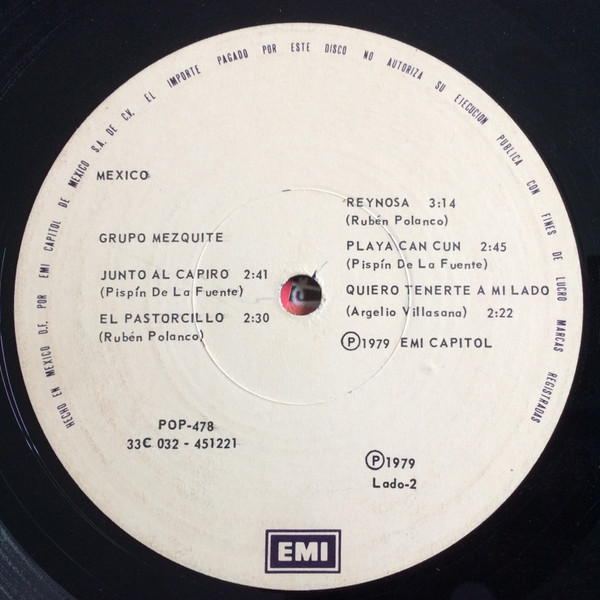 HECHO EN MEXICO D.F. POR EMI CAPITOL DE MEXICO S.A. DE C.V. EL IMPORTE PAGADO POR ESTE DISCO NO AUTORIZA SU EJECUCION PUBLICA CON FINES DE LUCRO MARCAS REGISTRADAS
MEXICO
GRUPO MEZQUITE
JUNTO AL CAPIRO 2:41
(Pispín De La Fuente)
EL PASTORCILLO 2:30
(Rubén Polanco)
REYNOSA 3:14
(Rubén Polanco)
PLAYA CAN CUN 2:45
(Pispín De La Fuente)
QUIERO TENERTE A MI LADO
(Argelio Villasana) 2:22
Ⓟ1979 EMI CAPITOL
POP-478
33C 032 - 451221
Ⓟ1979
Lado-2
EMI